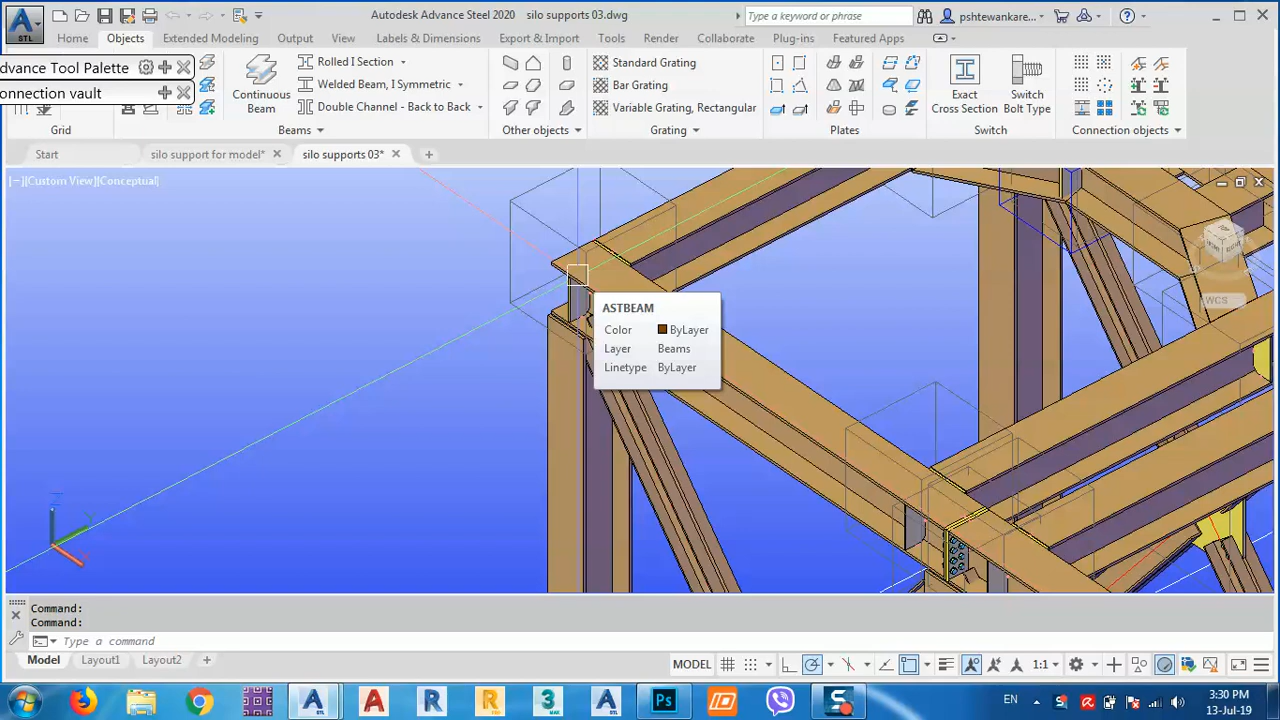 Autodesk Advance Steel 2020 silo supports 03.dwg
Type a keyword or phrase
pshtewankare...
STL
Home Objects Extended Modeling Output View Labels & Dimensions Export & Import Tools Render Collaborate Plug-ins Featured Apps
dvance Tool Palette
onnection vault
Grid
Continuous
Beam
Rolled I Section
Welded Beam, I Symmetric
Double Channel - Back to Back
Beams
Other objects
Standard Grating
Bar Grating
Variable Grating, Rectangular
Grating
Plates
Exact
Cross Section
Switch
Bolt Type
Switch
Connection objects
Start silo support for model* silo supports 03*
[−][Custom View][Conceptual]
TOP
WCS
ASTBEAM
Color ByLayer
Layer Beams
Linetype ByLayer
Z
Command:
Command:
Type a command
Model Layout1 Layout2
MODEL
1:1
EN
3:30 PM
13-Jul-19